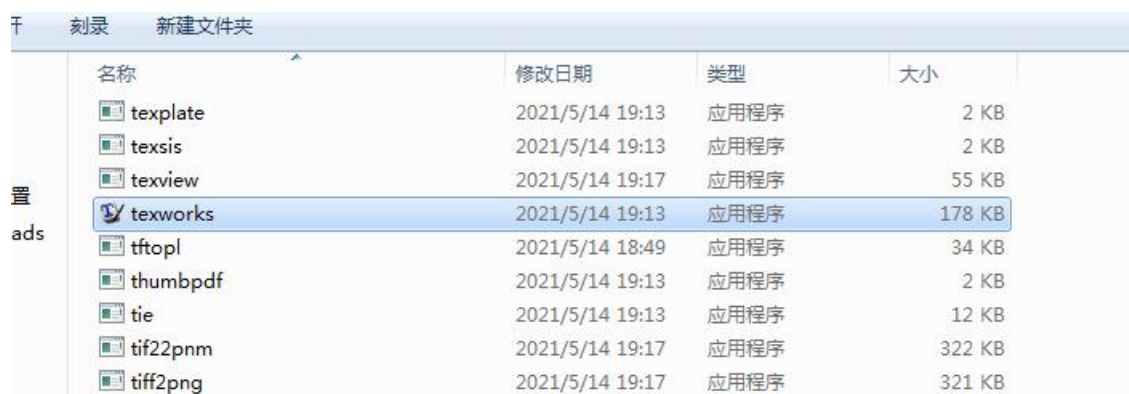 刻录 新建文件夹
名称 修改日期 类型 大小
texplate 2021/5/14 19:13 应用程序 2 KB
texsis 2021/5/14 19:13 应用程序 2 KB
texview 2021/5/14 19:17 应用程序 55 KB
置
texworks 2021/5/14 19:13 应用程序 178 KB
ads
tftopl 2021/5/14 18:49 应用程序 34 KB
thumbpdf 2021/5/14 19:13 应用程序 2 KB
tie 2021/5/14 19:13 应用程序 12 KB
tif22pnm 2021/5/14 19:17 应用程序 322 KB
tiff2png 2021/5/14 19:17 应用程序 321 KB